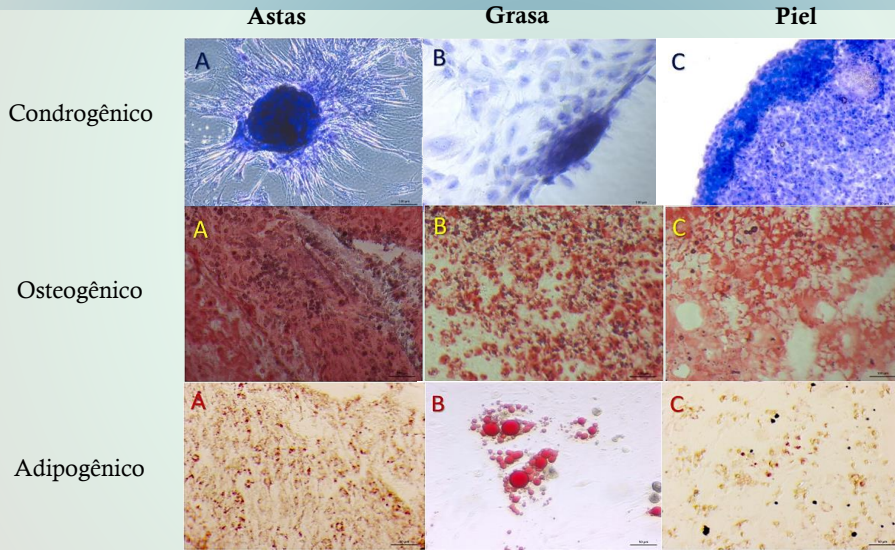 Astas Grasa Piel
Condrogênico
A B C
Osteogênico
A B C
Adipogênico
A B C